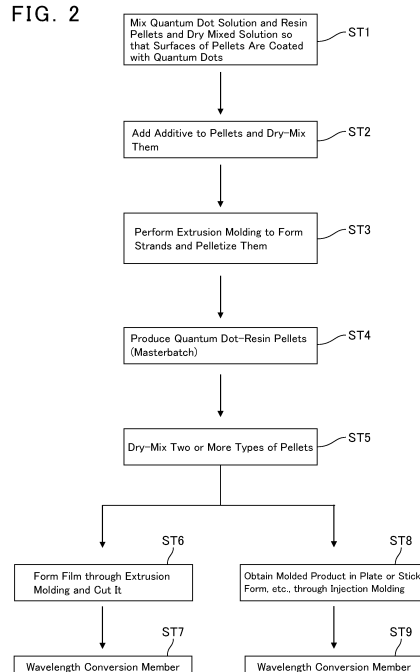 FIG. 2
Mix Quantum Dot Solution and Resin
Pellets and Dry Mixed Solution so
that Surfaces of Pellets Are Coated
with Quantum Dots
ST1
Add Additive to Pellets and Dry-Mix
Them
ST2
Perform Extrusion Molding to Form
Strands and Pelletize Them
ST3
Produce Quantum Dot-Resin Pellets
(Masterbatch)
ST4
Dry-Mix Two or More Types of Pellets
ST5
ST6
Form Film through Extrusion
Molding and Cut It
ST8
Obtain Molded Product in Plate or Stick
Form, etc., through Injection Molding
ST7
Wavelength Conversion Member
ST9
Wavelength Conversion Member